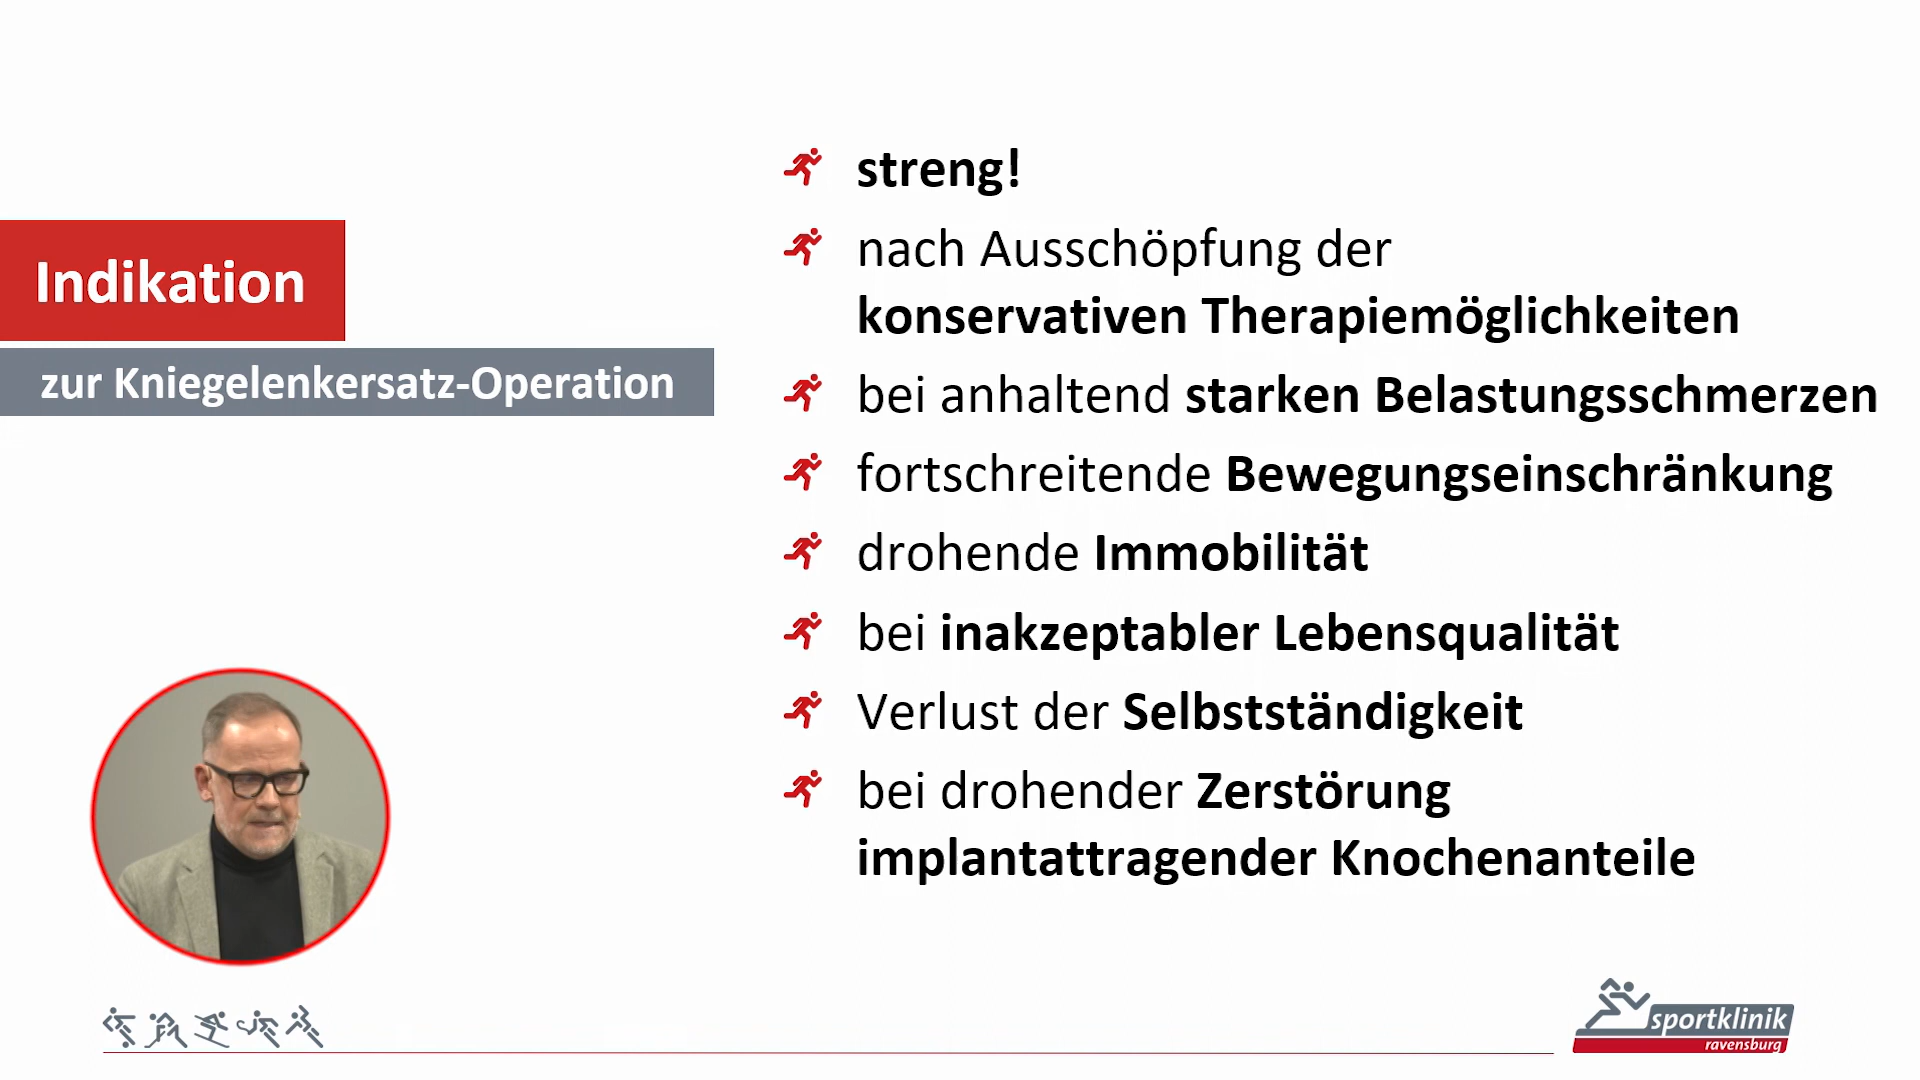 Indikation
zur Kniegelenkersatz-Operation
streng!
nach Ausschöpfung der
konservativen Therapiemöglichkeiten
bei anhaltend starken Belastungsschmerzen
fortschreitende Bewegungseinschränkung
drohende Immobilität
bei inakzeptabler Lebensqualität
Verlust der Selbstständigkeit
bei drohender Zerstörung
implantattragender Knochenanteile
sportklinik
ravensburg